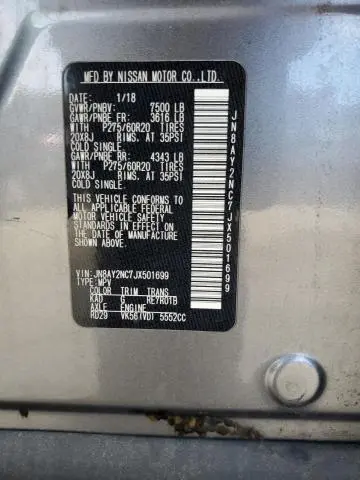 MFD BY NISSAN MOTOR CO.,LTD.
DATE: 1/18
GVWR/PNBV: 7500 LB
GAWR/PNBE FR: 3616 LB
WITH P275/60R20 TIRES
20X8J RIMS, AT 35PSI
COLD SINGLE.
GAWR/PNBE RR: 4343 LB
WITH P275/60R20 TIRES
20X8J RIMS, AT 35PSI
COLD SINGLE.
THIS VEHICLE CONFORMS
TO ALL APPLICABLE FEDERAL
MOTOR VEHICLE SAFETY
STANDARDS IN EFFECT
ON THE DATE OF
MANUFACTURE SHOWN
ABOVE.
VIN: JN8AY2NC7JX501699
TYPE: MPV
COLOR TRIM TRANS
KAD G RE7R01B
AXLE ENGINE
RD29 VK56(VD) 5552CC
JN8AY2NC7JX501699